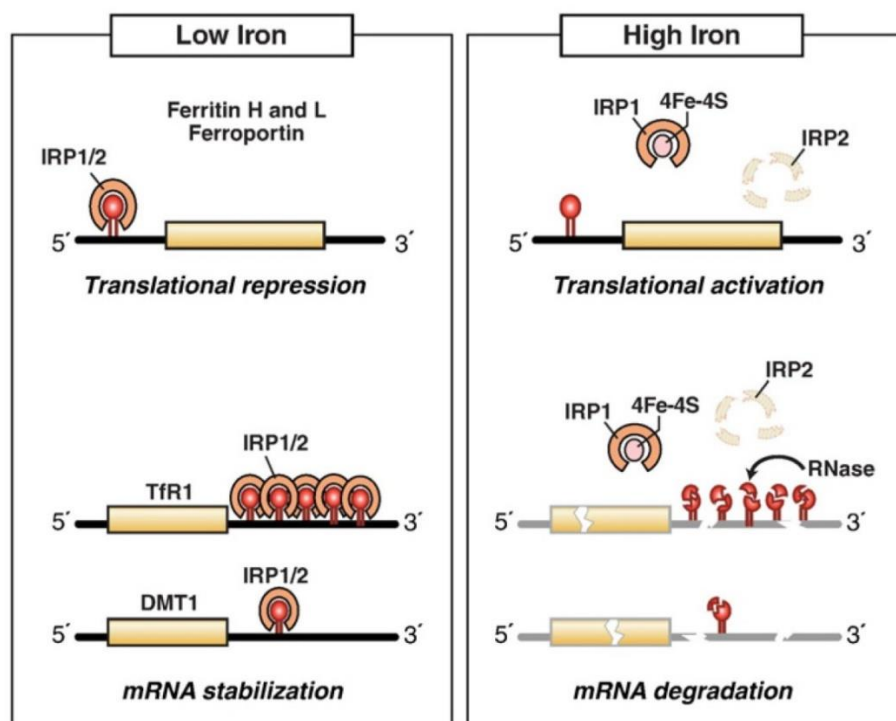 Low Iron
Ferritin H and L
Ferroportin
IRP1/2
5´ 3´
Translational repression
IRP1/2
TfR1
5´ 3´
IRP1/2
DMT1
5´ 3´
mRNA stabilization
High Iron
4Fe-4S
IRP1
IRP2
5´ 3´
Translational activation
IRP2
4Fe-4S
IRP1
RNase
5´ 3´
5´ 3´
mRNA degradation